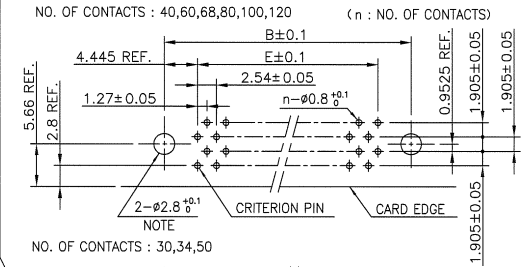 NO. OF CONTACTS : 40,60,68,80,100,120
(n : NO. OF CONTACTS)
B±0.1
4.445 REF.
E±0.1
2.54±0.05
1.27±0.05
n-ø0.8 +0.1 0
5.66 REF.
2.8 REF.
0.9525 REF.
1.905±0.05
1.905±0.05
1.905±0.05
2-ø2.8 +0.1 0
NOTE
CRITERION PIN
CARD EDGE
NO. OF CONTACTS : 30,34,50